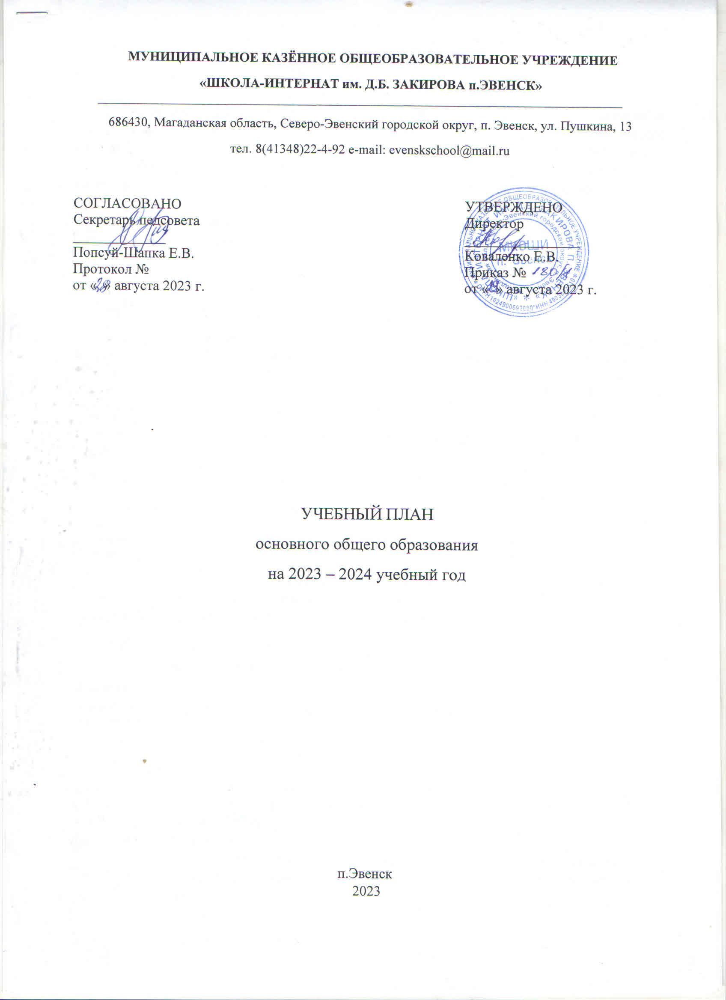 МУНИЦИПАЛЬНОЕ КАЗЁННОЕ ОБЩЕОБРАЗОВАТЕЛЬНОЕ УЧРЕЖДЕНИЕ
«ШКОЛА-ИНТЕРНАТ им. Д.Б. ЗАКИРОВА п.ЭВЕНСК»
686430, Магаданская область, Северо-Эвенский городской округ, п. Эвенск, ул. Пушкина, 13
тел. 8(41348)22-4-92 e-mail: evenskschool@mail.ru
СОГЛАСОВАНО
Секретарь педсовета
Попсуй-Шапка Е.В.
Протокол №
от «28» августа 2023 г.
УТВЕРЖДЕНО
Директор
Коваленко Е.В.
Приказ №
от « » августа 2023 г.
МКОШИ
п. Эвенск
УЧЕБНЫЙ ПЛАН
основного общего образования
на 2023 – 2024 учебный год
п.Эвенск
2023